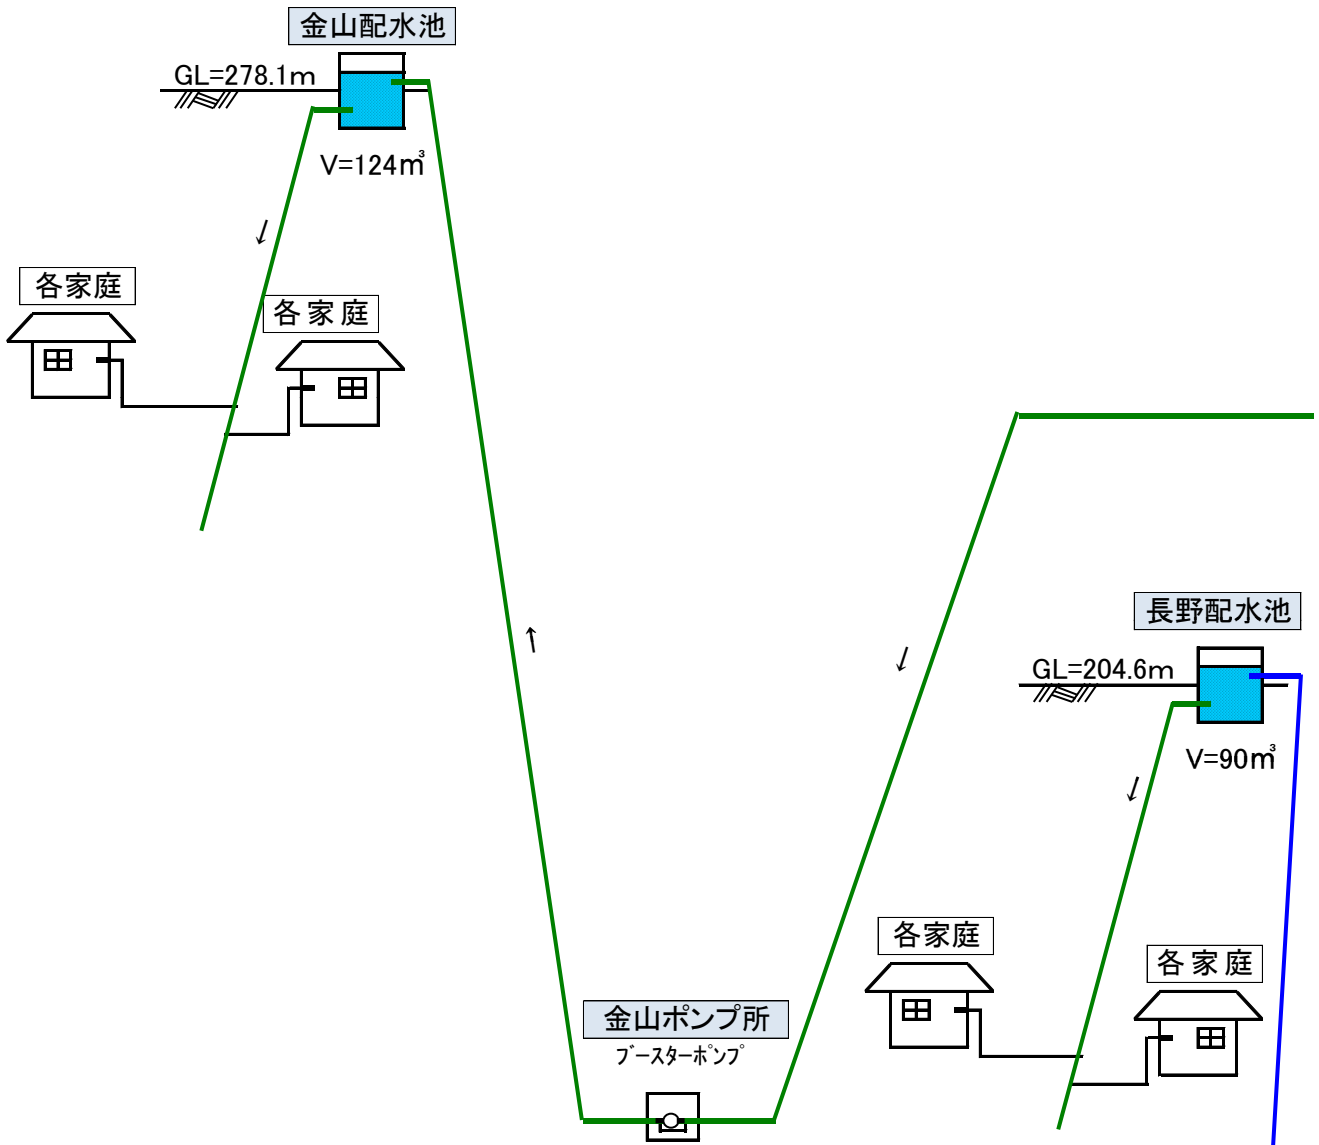 金山配水池
GL=278.1m
V=124㎥
↓
各家庭
各家庭
↑
↓
長野配水池
GL=204.6m
V=90㎥
↓
各家庭
各家庭
金山ポンプ所
ﾌﾞｰｽﾀｰﾎﾟﾝﾌﾟ